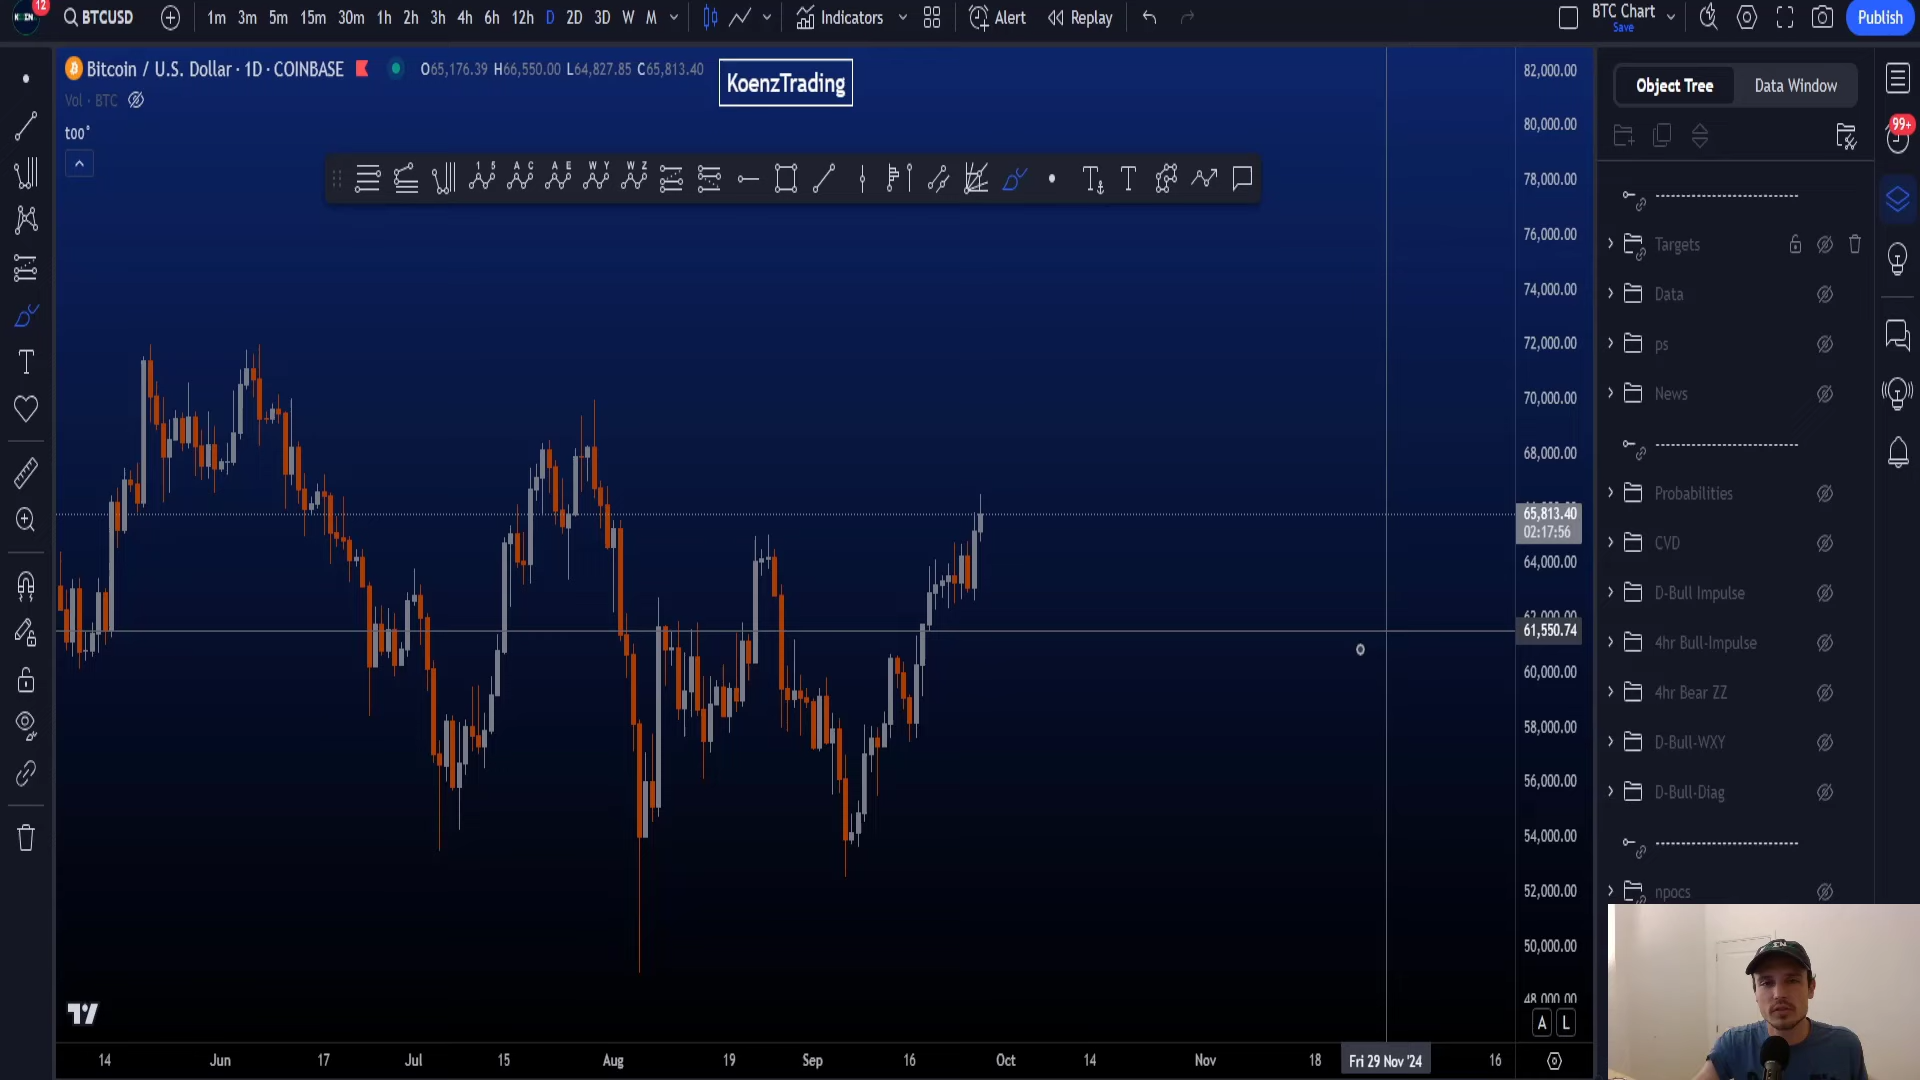 12
BTCUSD
1m 3m 5m 15m 30m 1h 2h 3h 4h 6h 12h D 2D 3D W M
Indicators
Alert
Replay
BTC Chart
Save
Publish
Bitcoin / U.S. Dollar · 1D · COINBASE
O65,176.39 H66,550.00 L64,827.85 C65,813.40
KoenzTrading
Vol · BTC
1 5
A C
A E
W Y
W Z
82,000.00
80,000.00
78,000.00
76,000.00
74,000.00
72,000.00
70,000.00
68,000.00
65,813.40
02:17:56
64,000.00
62,000.00
61,550.74
60,000.00
58,000.00
56,000.00
54,000.00
52,000.00
50,000.00
48,000.00
A L
14 Jun 17 Jul 15 Aug 19 Sep 16 Oct 14 Nov 18 Fri 29 Nov '24 16
Object Tree
Data Window
99+
------------------------------
Targets
Data
ps
News
------------------------------
Probabilities
CVD
D-Bull Impulse
4hr Bull-Impulse
4hr Bear ZZ
D-Bull-WXY
D-Bull-Diag
------------------------------
npocs